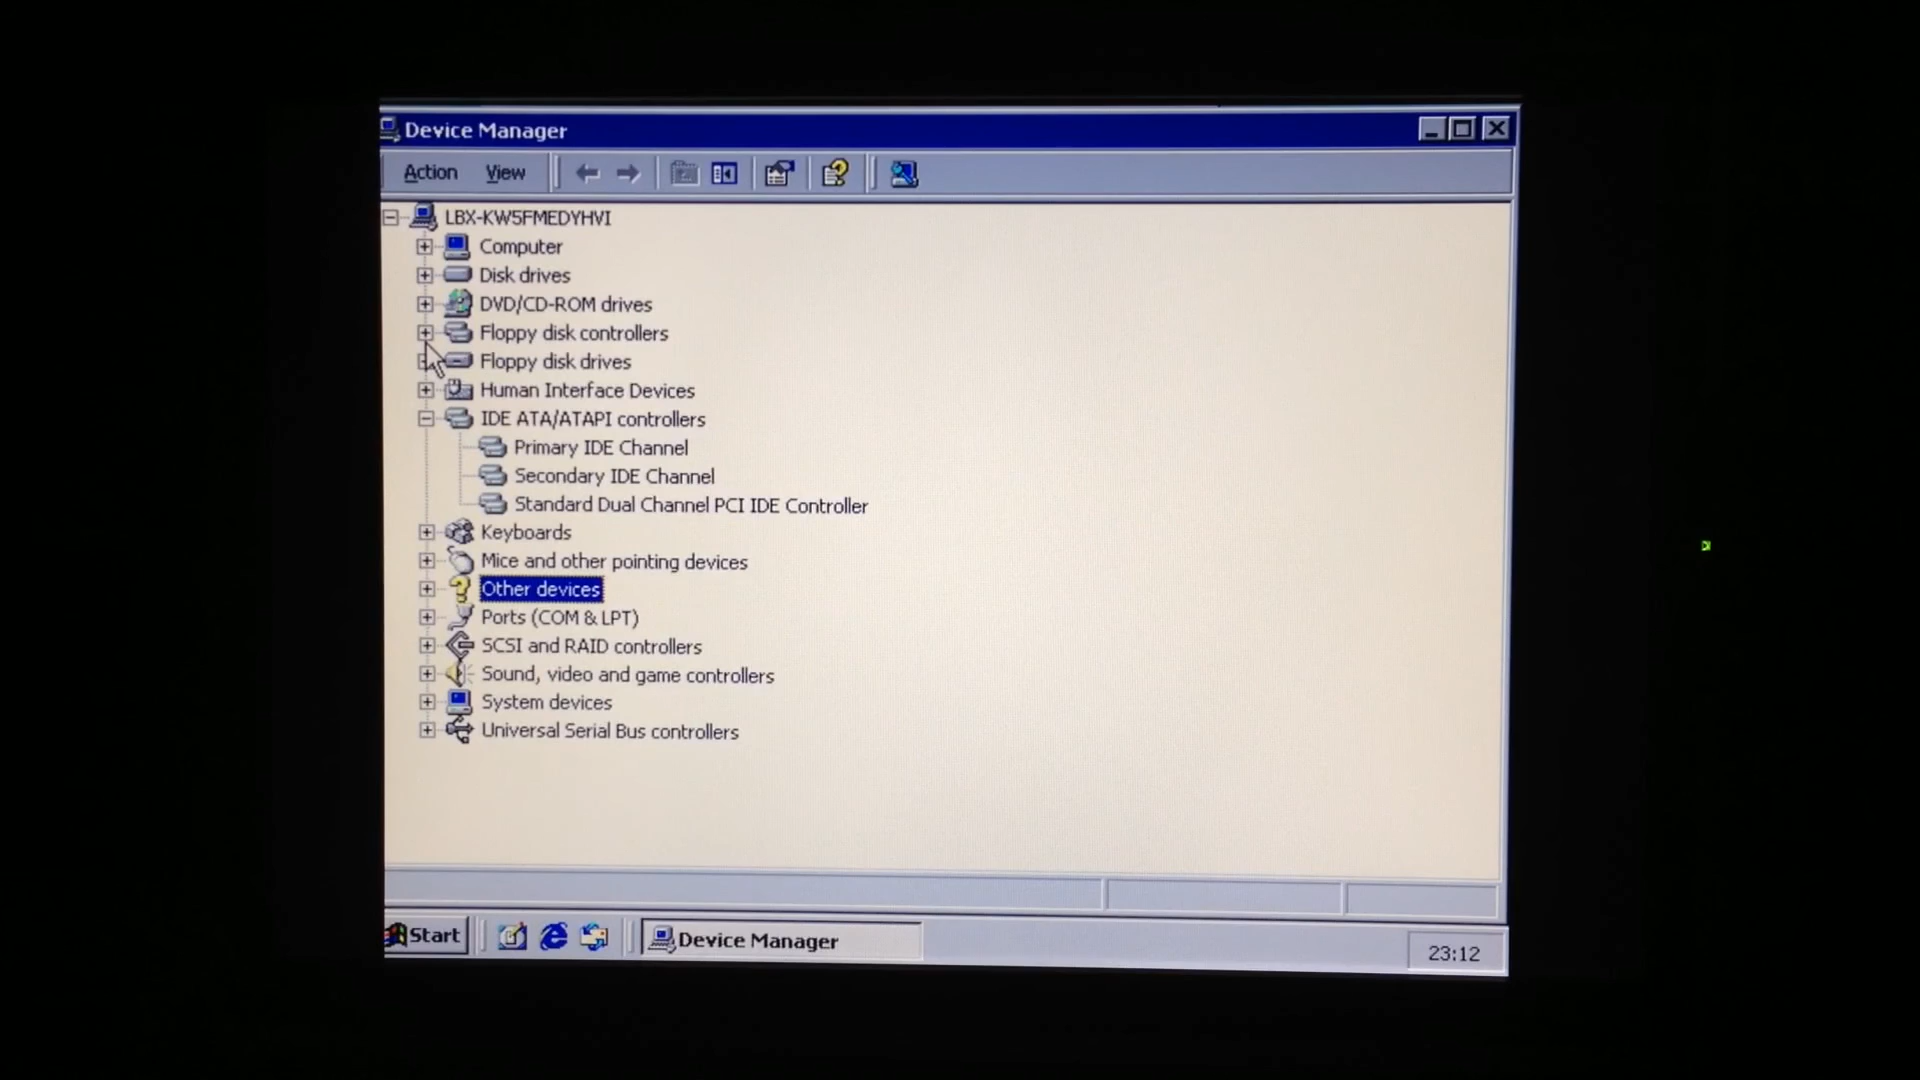 Device Manager
Action View
LBX-KW5FMEDYHVI
Computer
Disk drives
DVD/CD-ROM drives
Floppy disk controllers
Floppy disk drives
Human Interface Devices
IDE ATA/ATAPI controllers
Primary IDE Channel
Secondary IDE Channel
Standard Dual Channel PCI IDE Controller
Keyboards
Mice and other pointing devices
Other devices
Ports (COM & LPT)
SCSI and RAID controllers
Sound, video and game controllers
System devices
Universal Serial Bus controllers
Start Device Manager 23:12